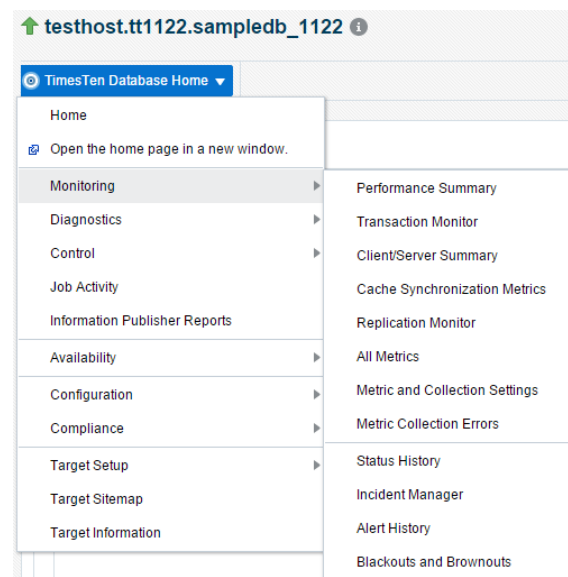 testhost.tt1122.sampledb_1122
TimesTen Database Home
Home
Open the home page in a new window.
Monitoring
Diagnostics
Control
Job Activity
Information Publisher Reports
Availability
Configuration
Compliance
Target Setup
Target Sitemap
Target Information
Performance Summary
Transaction Monitor
Client/Server Summary
Cache Synchronization Metrics
Replication Monitor
All Metrics
Metric and Collection Settings
Metric Collection Errors
Status History
Incident Manager
Alert History
Blackouts and Brownouts